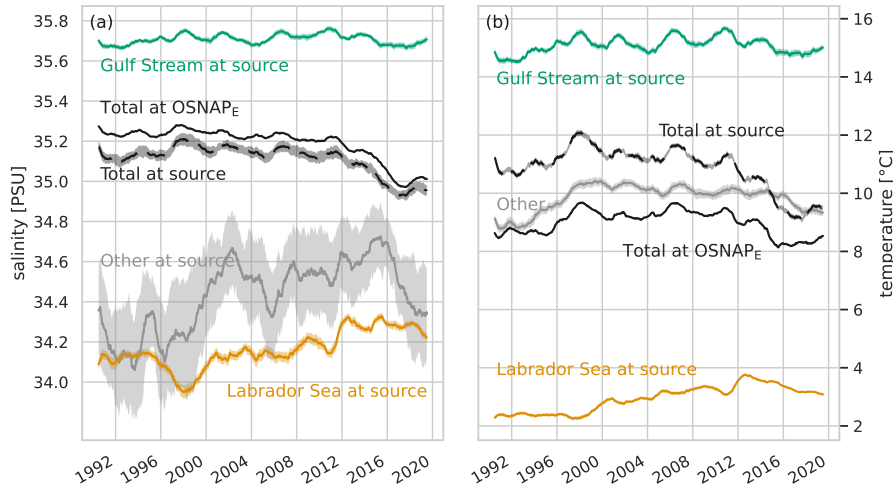 (a)
35.8
35.6
35.4
35.2
35.0
34.8
34.6
34.4
34.2
34.0
salinity [PSU]
Gulf Stream at source
Total at OSNAP_E
Total at source
Other at source
Labrador Sea at source
1992 1996 2000 2004 2008 2012 2016 2020
(b)
Gulf Stream at source
Total at source
Other
Total at OSNAP_E
Labrador Sea at source
16
14
12
10
8
6
4
2
temperature [°C]
1992 1996 2000 2004 2008 2012 2016 2020